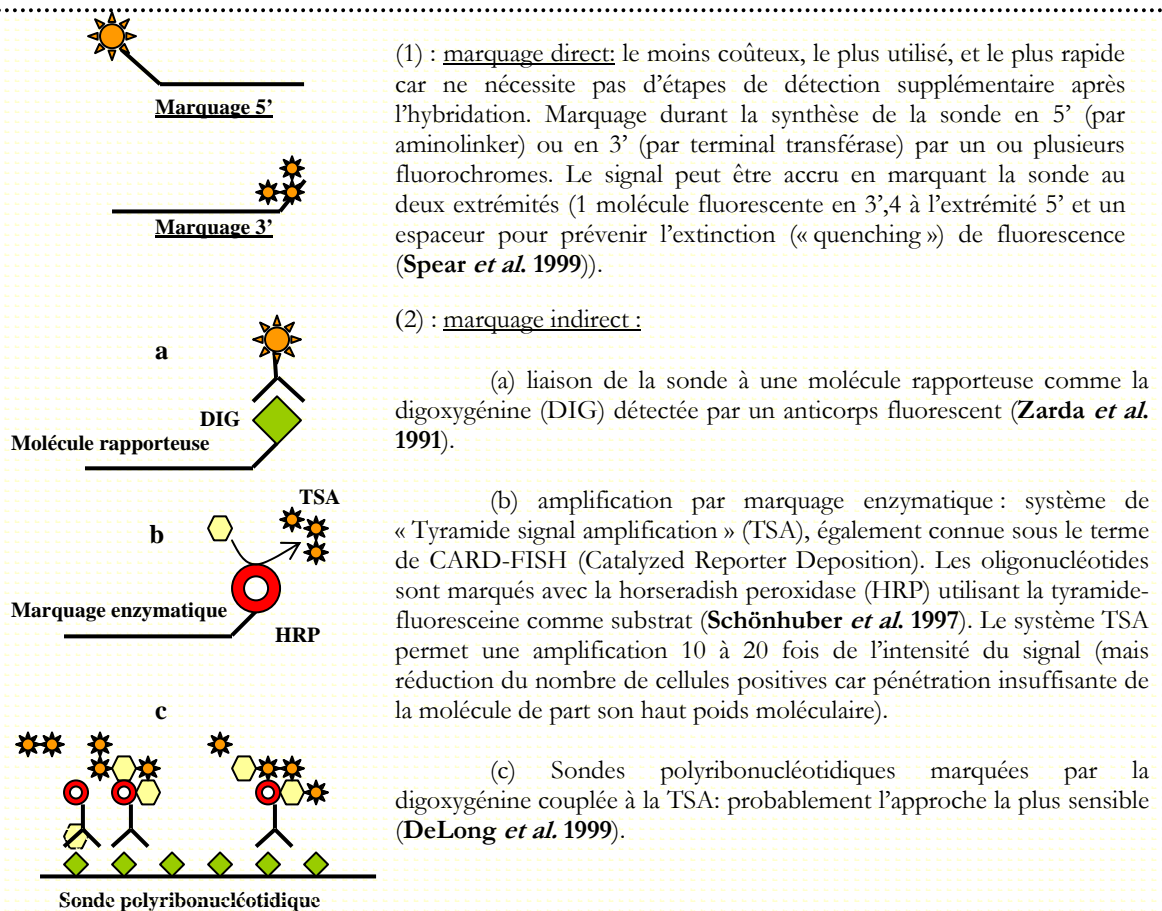 (1) : marquage direct: le moins coûteux, le plus utilisé, et le plus rapide
car ne nécessite pas d'étapes de détection supplémentaire après
l'hybridation. Marquage durant la synthèse de la sonde en 5' (par
aminolinker) ou en 3' (par terminal transférase) par un ou plusieurs
fluorochromes. Le signal peut être accru en marquant la sonde au
deux extrémités (1 molécule fluorescente en 3',4 à l'extrémité 5' et un
espaceur pour prévenir l'extinction (« quenching ») de fluorescence
(Spear et al. 1999)).
Marquage 5'
Marquage 3'
(2) : marquage indirect :
a
DIG
Molécule rapporteuse
(a) liaison de la sonde à une molécule rapporteuse comme la
digoxygénine (DIG) détectée par un anticorps fluorescent (Zarda et al.
1991).
TSA
b
Marquage enzymatique
HRP
(b) amplification par marquage enzymatique : système de
« Tyramide signal amplification » (TSA), également connue sous le terme
de CARD-FISH (Catalyzed Reporter Deposition). Les oligonucléotides
sont marqués avec la horseradish peroxidase (HRP) utilisant la tyramide-
fluoresceine comme substrat (Schönhuber et al. 1997). Le système TSA
permet une amplification 10 à 20 fois de l'intensité du signal (mais
réduction du nombre de cellules positives car pénétration insuffisante de
la molécule de part son haut poids moléculaire).
c
Sonde polyribonucléotidique
(c) Sondes polyribonucléotidiques marquées par la
digoxygénine couplée à la TSA: probablement l'approche la plus sensible
(DeLong et al. 1999).